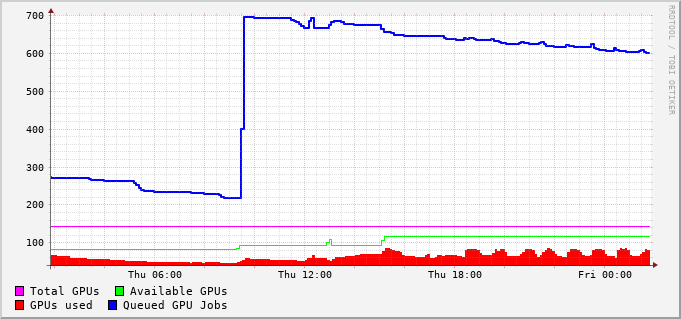 700
600
500
400
300
200
100
Thu 06:00 Thu 12:00 Thu 18:00 Fri 00:00
Total GPUs Available GPUs
GPUs used Queued GPU Jobs
RRDTOOL / TOBI OETIKER